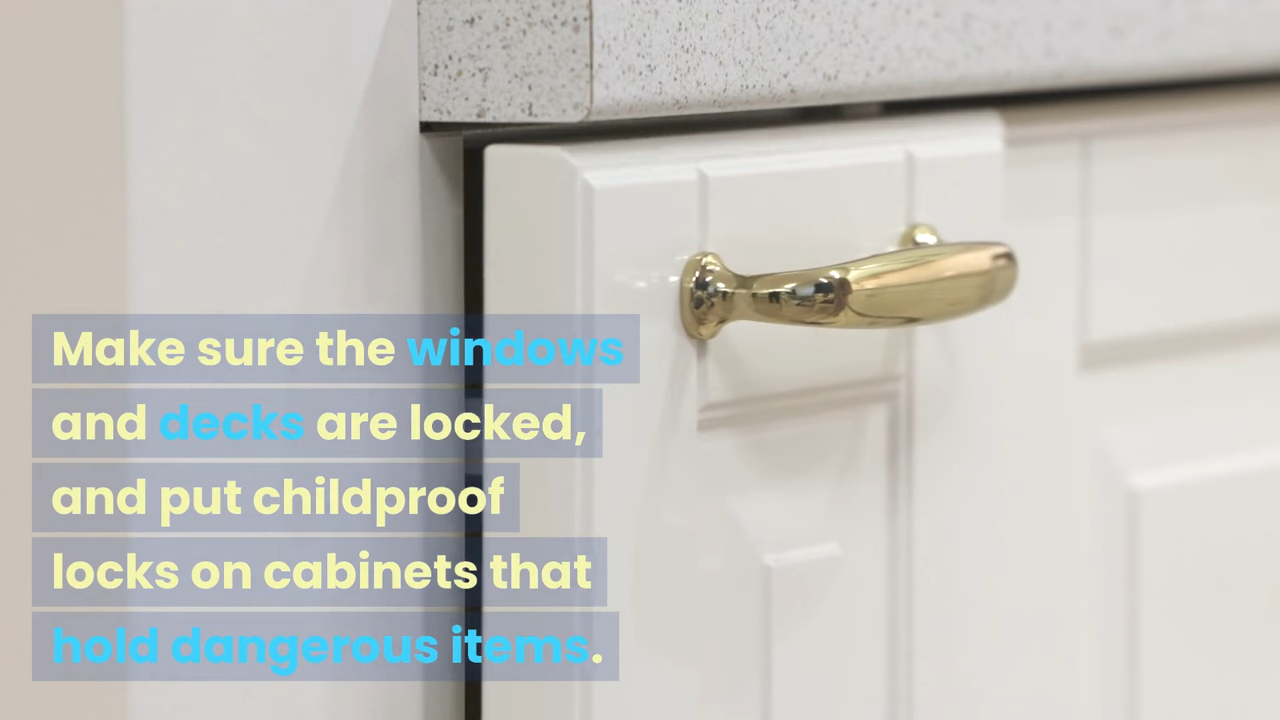 Make sure the windows
and decks are locked,
and put childproof
locks on cabinets that
hold dangerous items.